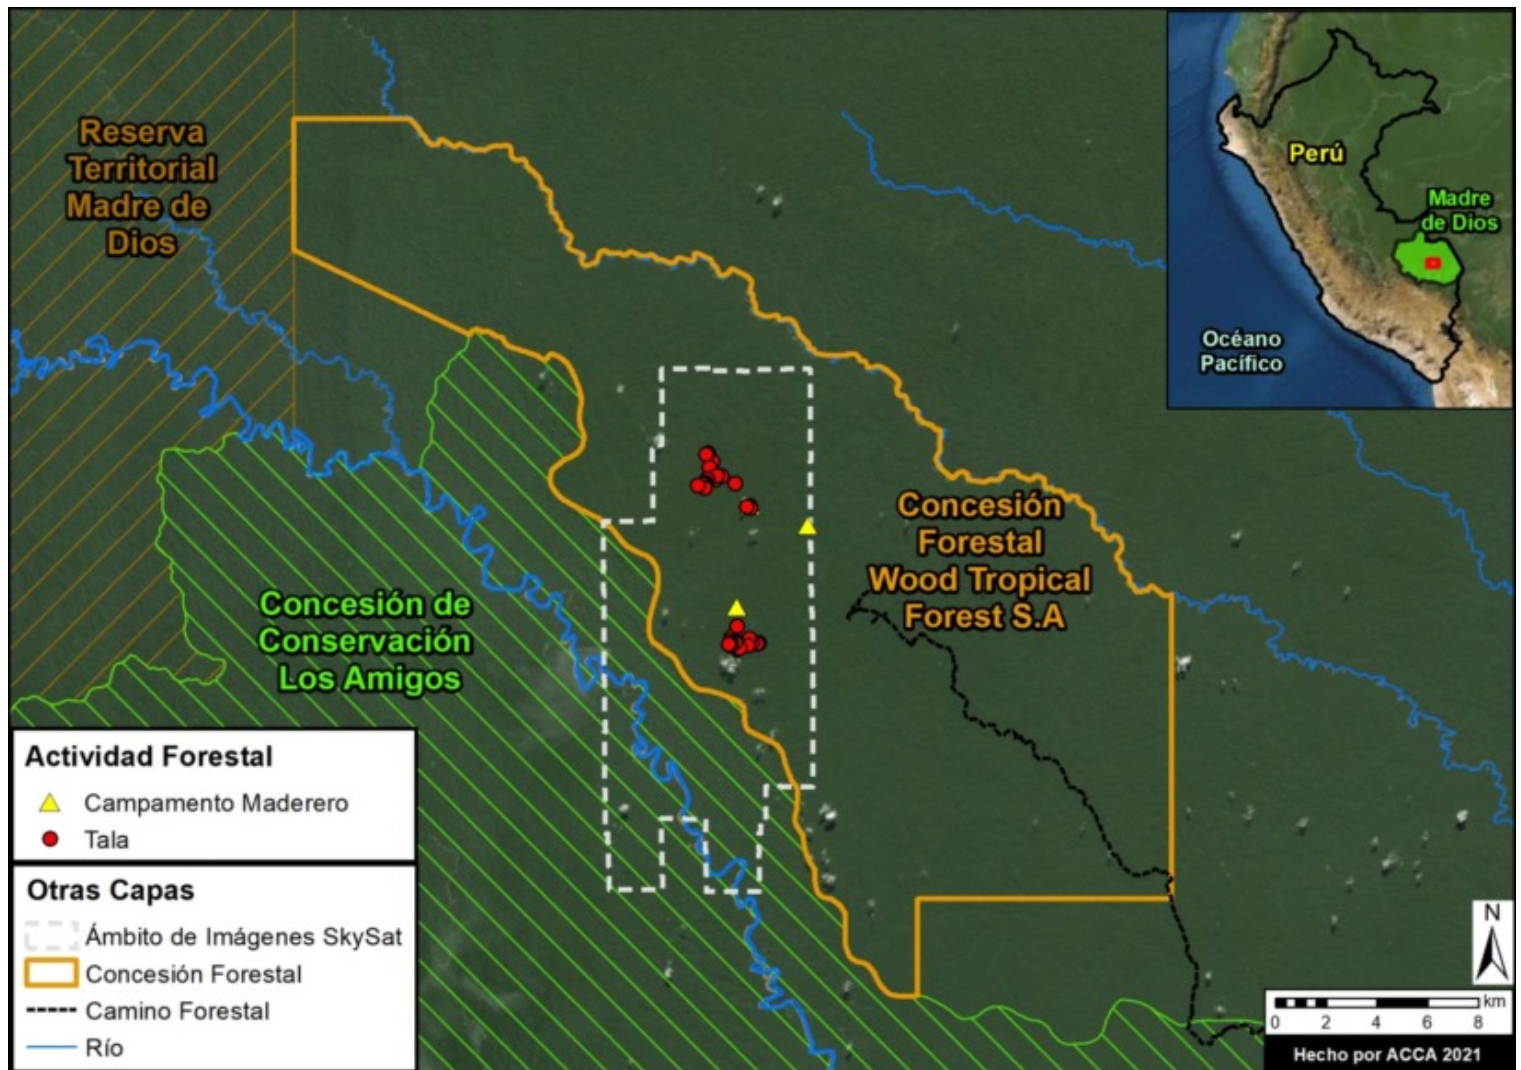 Reserva
Territorial
Madre de
Dios
Perú
Madre
de Dios
Océano
Pacífico
Concesión
Forestal
Wood Tropical
Forest S.A
Concesión de
Conservación
Los Amigos
Actividad Forestal
Campamento Maderero
Tala
Otras Capas
Ámbito de Imágenes SkySat
Concesión Forestal
Camino Forestal
Río
N
km
0 2 4 6 8
Hecho por ACCA 2021